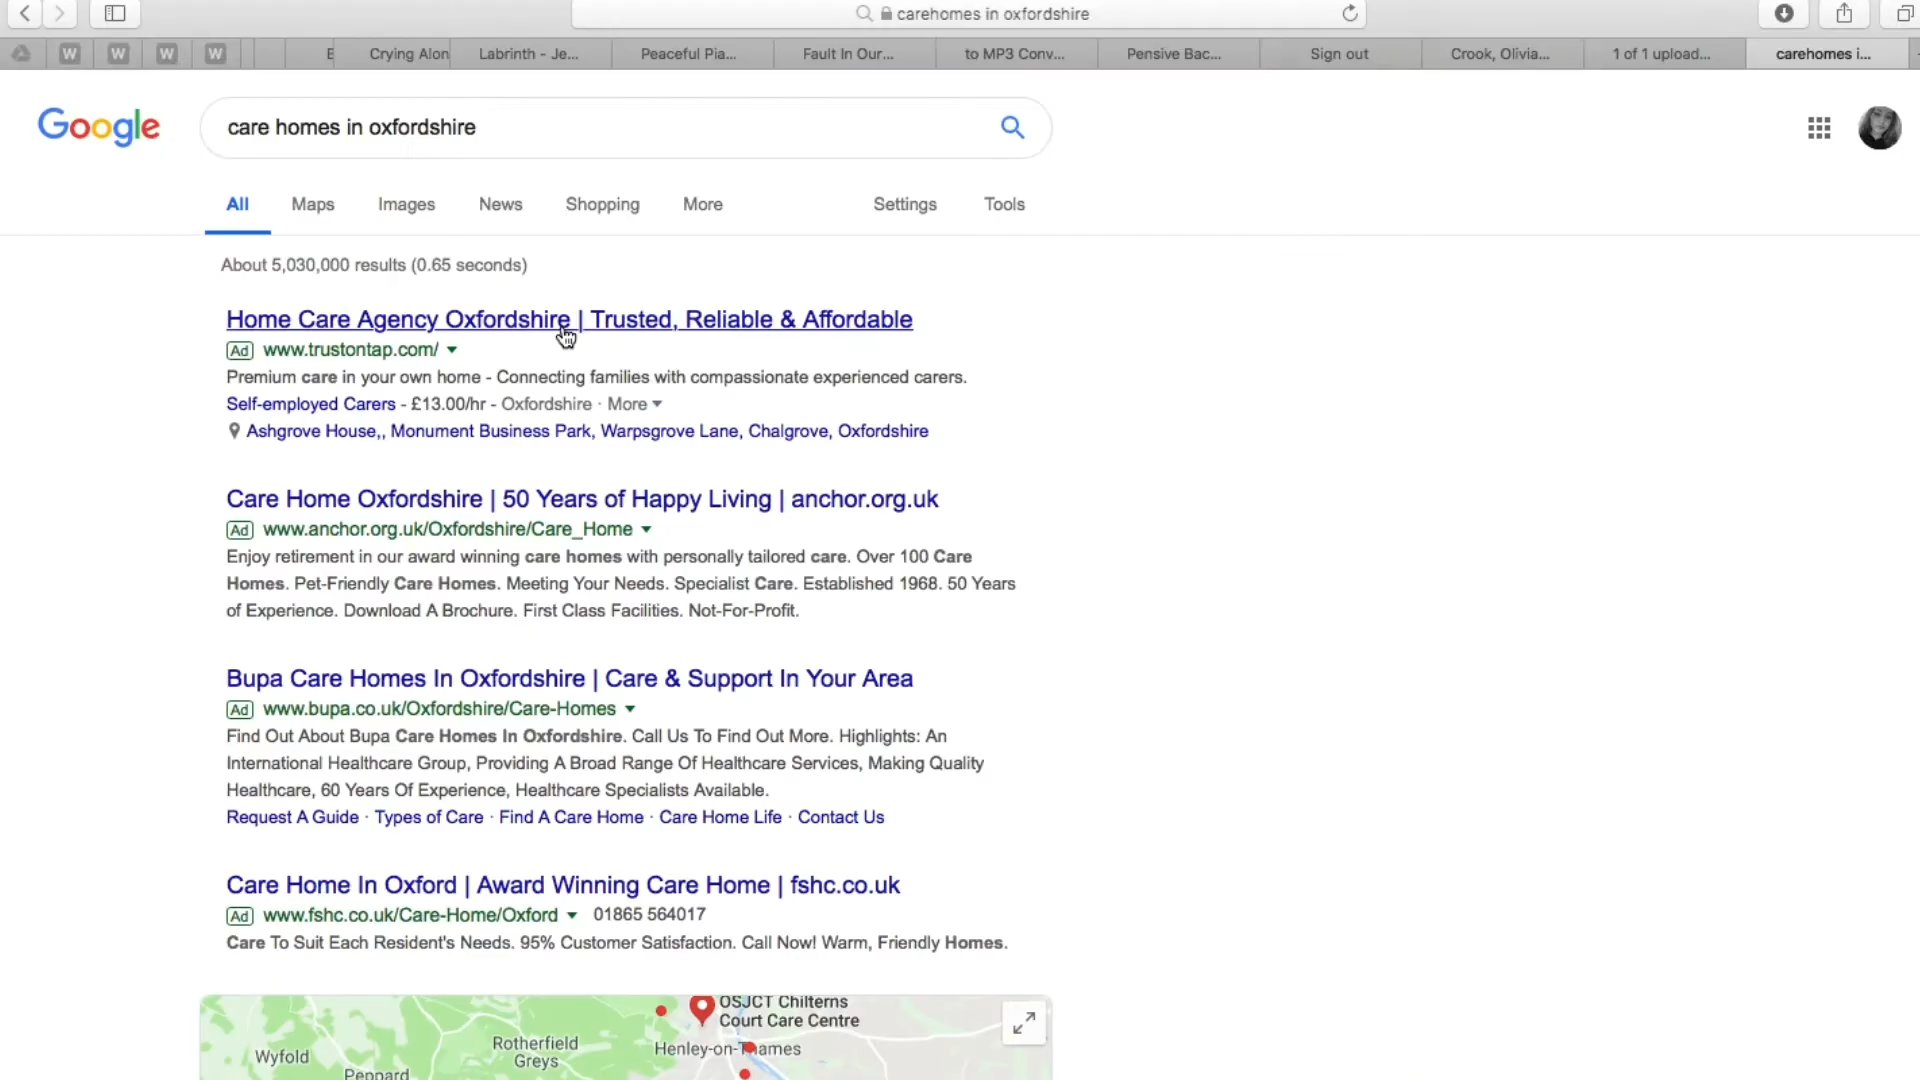 carehomes in oxfordshire
W W W W E Crying Alon Labrinth - Je... Peaceful Pia... Fault In Our... to MP3 Conv... Pensive Bac... Sign out Crook, Olivia... 1 of 1 upload... carehomes i...
Google
care homes in oxfordshire
All Maps Images News Shopping More Settings Tools
About 5,030,000 results (0.65 seconds)
Home Care Agency Oxfordshire | Trusted, Reliable & Affordable
Ad www.trustontap.com/
Premium care in your own home - Connecting families with compassionate experienced carers.
Self-employed Carers - £13.00/hr - Oxfordshire · More
Ashgrove House,, Monument Business Park, Warpsgrove Lane, Chalgrove, Oxfordshire
Care Home Oxfordshire | 50 Years of Happy Living | anchor.org.uk
Ad www.anchor.org.uk/Oxfordshire/Care_Home
Enjoy retirement in our award winning care homes with personally tailored care. Over 100 Care
Homes. Pet-Friendly Care Homes. Meeting Your Needs. Specialist Care. Established 1968. 50 Years
of Experience. Download A Brochure. First Class Facilities. Not-For-Profit.
Bupa Care Homes In Oxfordshire | Care & Support In Your Area
Ad www.bupa.co.uk/Oxfordshire/Care-Homes
Find Out About Bupa Care Homes In Oxfordshire. Call Us To Find Out More. Highlights: An
International Healthcare Group, Providing A Broad Range Of Healthcare Services, Making Quality
Healthcare, 60 Years Of Experience, Healthcare Specialists Available.
Request A Guide · Types of Care · Find A Care Home · Care Home Life · Contact Us
Care Home In Oxford | Award Winning Care Home | fshc.co.uk
Ad www.fshc.co.uk/Care-Home/Oxford 01865 564017
Care To Suit Each Resident's Needs. 95% Customer Satisfaction. Call Now! Warm, Friendly Homes.
OSJCT Chilterns
Court Care Centre
Rotherfield
Greys
Henley-on-Thames
Wyfold
Peppard